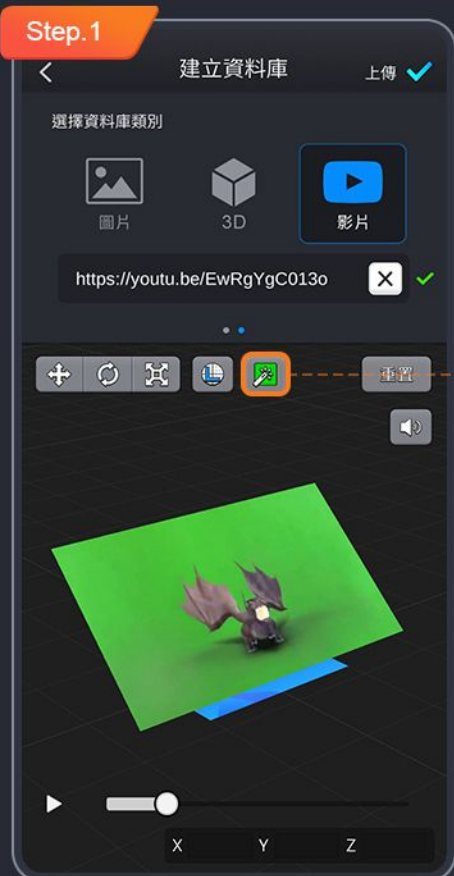 Step.1
建立資料庫
上傳
選擇資料庫類別
圖片
3D
影片
https://youtu.be/EwRgYgC013o
重置
X Y Z